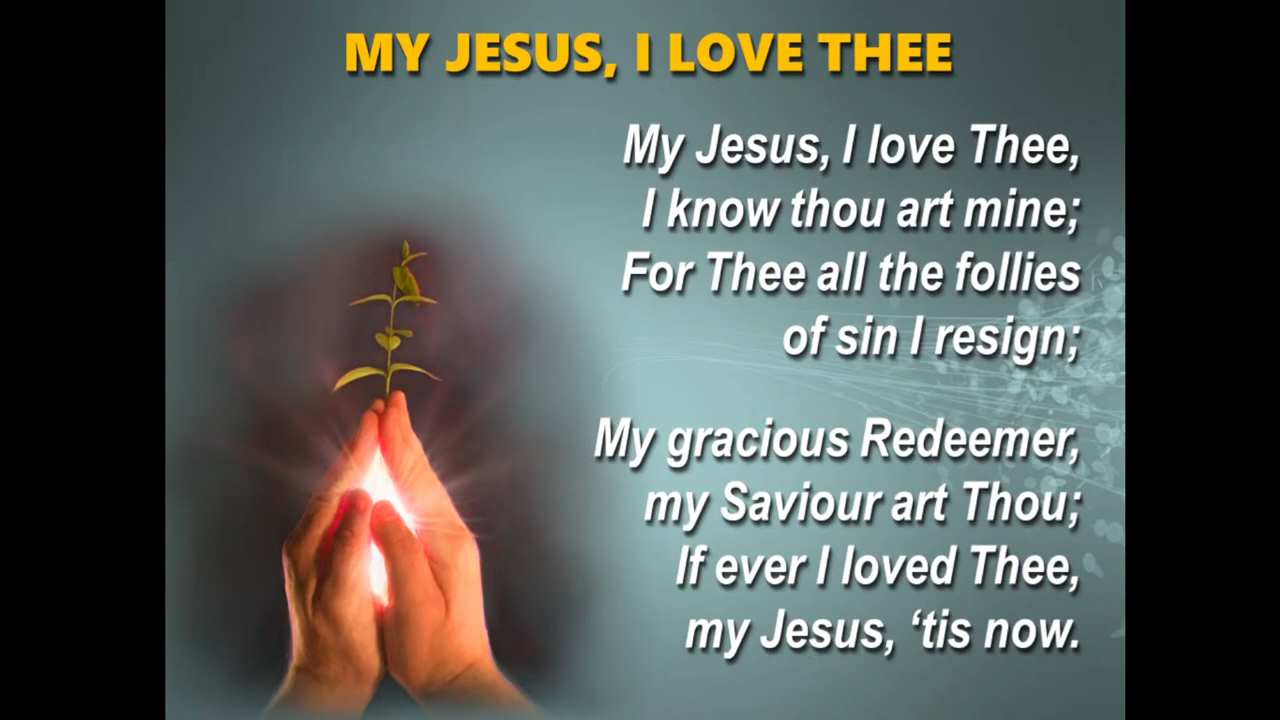 MY JESUS, I LOVE THEE
My Jesus, I love Thee,
I know thou art mine;
For Thee all the follies
of sin I resign;
My gracious Redeemer,
my Saviour art Thou;
If ever I loved Thee,
my Jesus, ‘tis now.